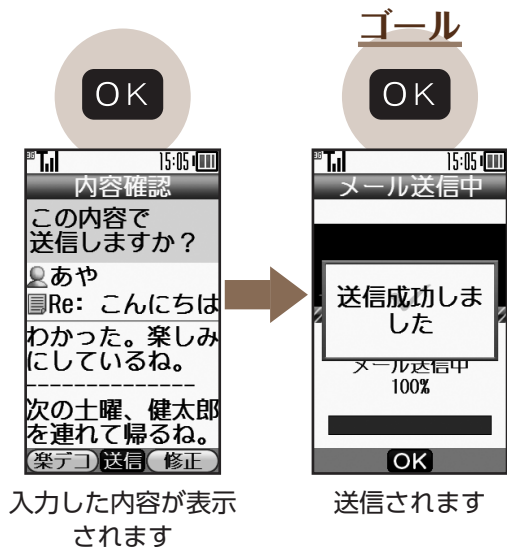 ゴール
OK
OK
3G 15:05
内容確認
この内容で
送信しますか？
あや
Re: こんにちは
わかった。楽しみ
にしているね。
--------------
次の土曜、健太郎
を連れて帰るね。
楽デコ 送信 修正
入力した内容が表示
されます
3G 15:05
メール送信中
送信成功しま
した
メール送信中
100%
OK
送信されます